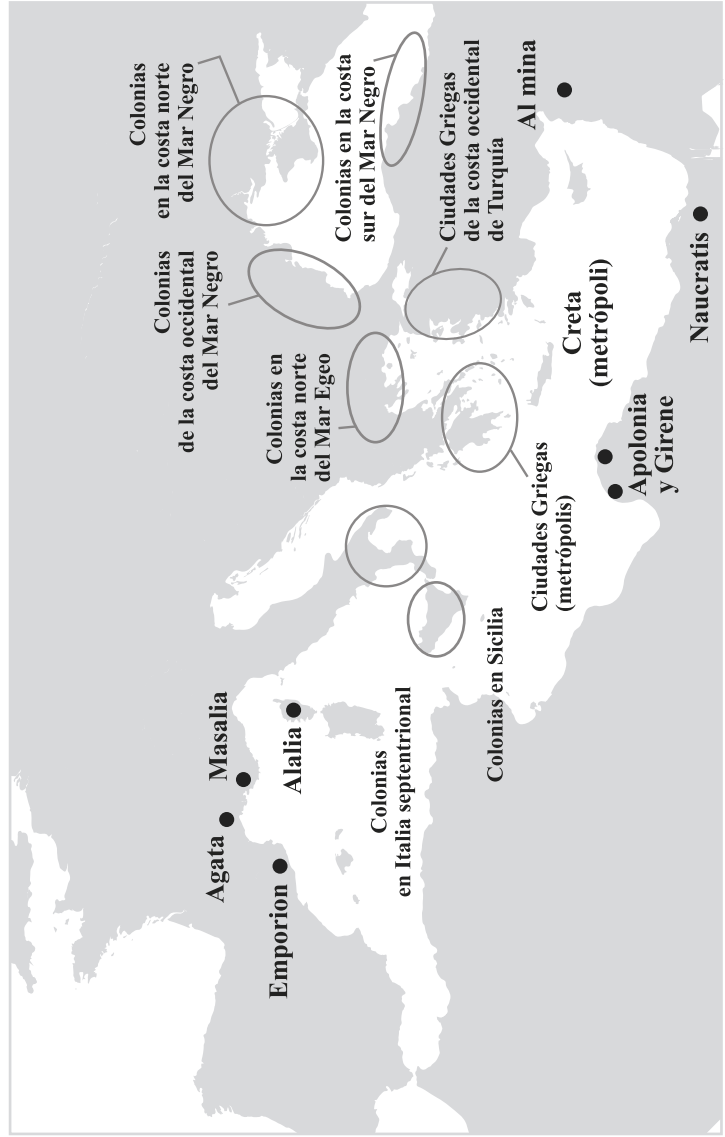 Colonias
en la costa norte
del Mar Negro
Colonias
de la costa occidental
del Mar Negro
Colonias en la costa
sur del Mar Negro
Colonias en
la costa norte
del Mar Egeo
Ciudades Griegas
de la costa occidental
de Turquía
Al mina
Masalia
Agata
Emporion
Alalia
Colonias
en Italia septentrional
Colonias en Sicilia
Ciudades Griegas
(metrópolis)
Creta
(metrópoli)
Apolonia
y Girene
Naucratis